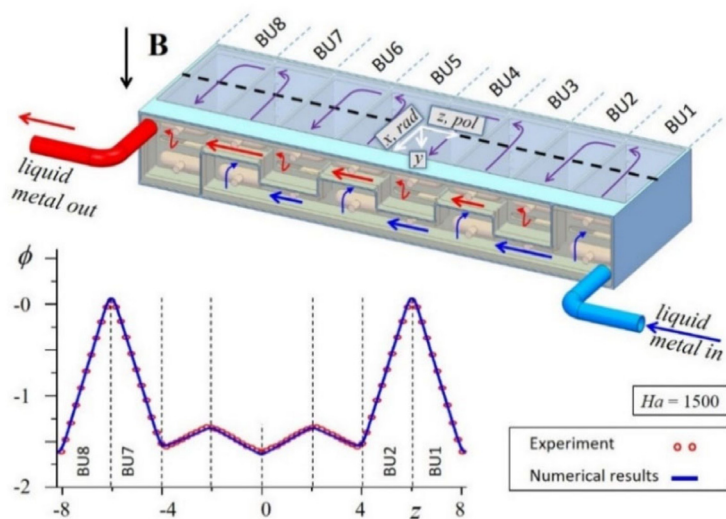 BU8
BU7
BU6
BU5
BU4
BU3
BU2
BU1
B
x, rad
z, pol
y
liquid
metal out
liquid
metal in
ϕ
-0
-1
-2
BU8
BU7
BU2
BU1
-8
-4
0
4
z
8
Ha = 1500
Experiment
Numerical results